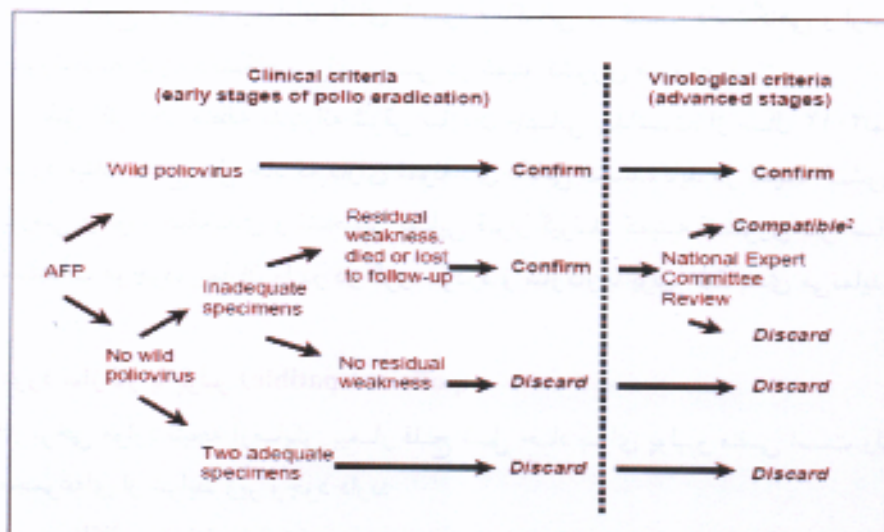 Clinical criteria
(early stages of polio eradication)
Virological criteria
(advanced stages)
Wild poliovirus
Confirm
Confirm
AFP
No wild
poliovirus
Inadequate
specimens
Residual
weakness,
died or lost
to follow-up
Confirm
National Expert
Committee
Review
Compatible²
Discard
No residual
weakness
Discard
Discard
Two adequate
specimens
Discard
Discard